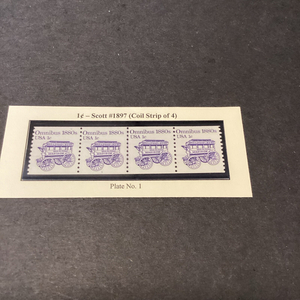 1¢ – Scott #1897 (Coil Strip of 4)
Omnibus 1880s Omnibus 1880s Omnibus 1880s Omnibus 1880s
USA 1c USA 1c USA 1c USA 1c
Plate No. 1